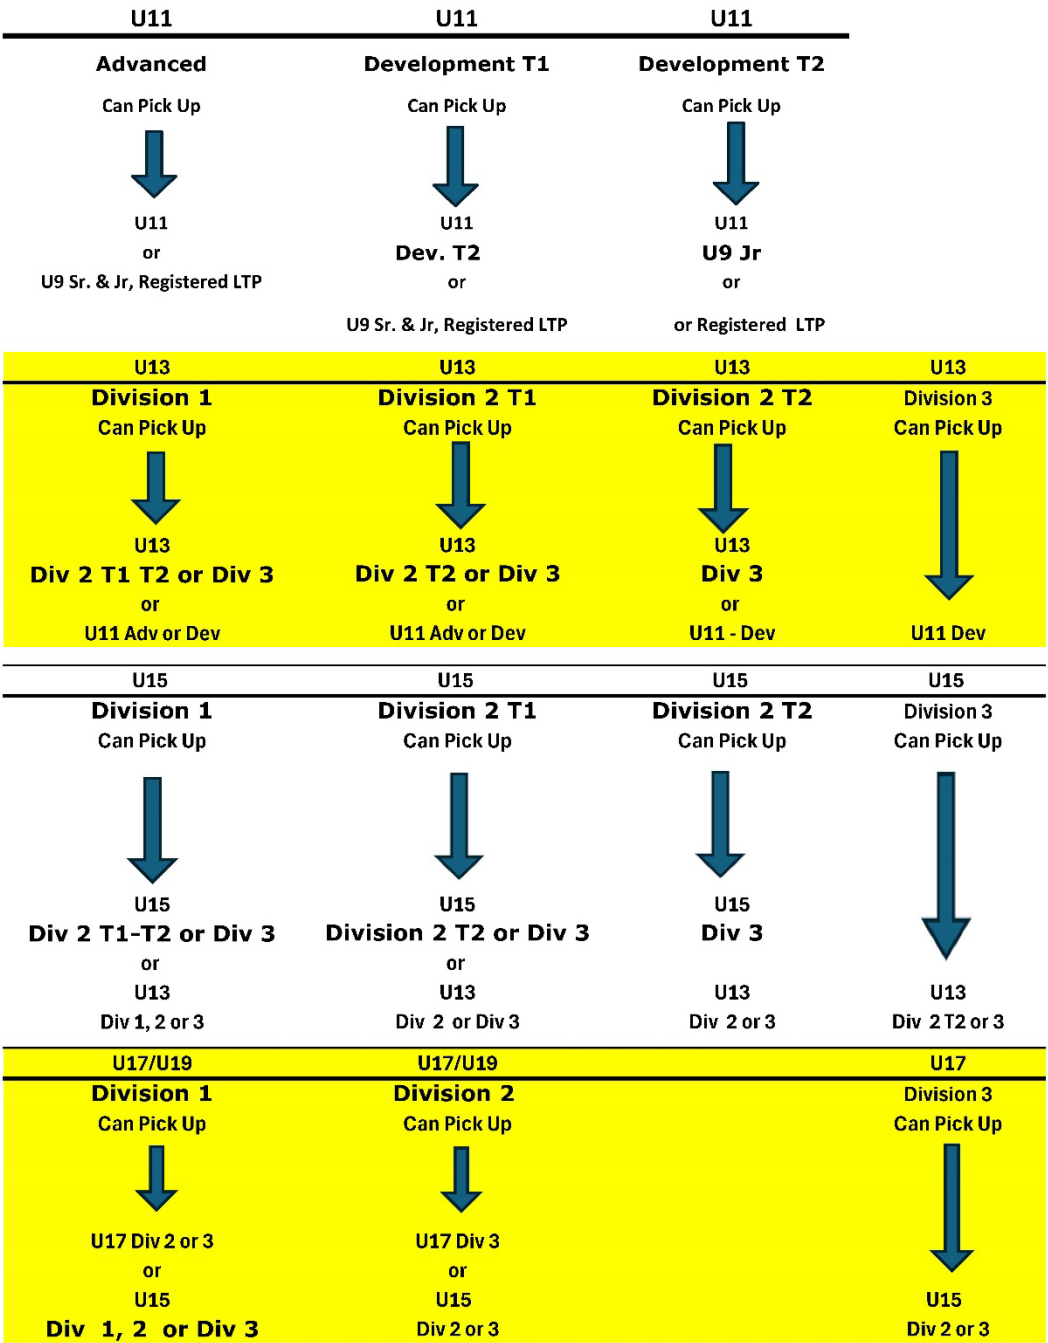 U11 U11 U11
Advanced Development T1 Development T2
Can Pick Up Can Pick Up Can Pick Up
U11 U11 U11
or Dev. T2 U9 Jr
U9 Sr. & Jr, Registered LTP or or
U9 Sr. & Jr, Registered LTP or Registered LTP
U13 U13 U13 U13
Division 1 Division 2 T1 Division 2 T2 Division 3
Can Pick Up Can Pick Up Can Pick Up Can Pick Up
U13 U13 U13
Div 2 T1 T2 or Div 3 Div 2 T2 or Div 3 Div 3
or or or
U11 Adv or Dev U11 Adv or Dev U11 - Dev U11 Dev
U15 U15 U15 U15
Division 1 Division 2 T1 Division 2 T2 Division 3
Can Pick Up Can Pick Up Can Pick Up Can Pick Up
U15 U15 U15
Div 2 T1-T2 or Div 3 Division 2 T2 or Div 3 Div 3
or or
U13 U13 U13 U13
Div 1, 2 or 3 Div 2 or Div 3 Div 2 or 3 Div 2 T2 or 3
U17/U19 U17/U19 U17
Division 1 Division 2 Division 3
Can Pick Up Can Pick Up Can Pick Up
U17 Div 2 or 3 U17 Div 3
or or
U15 U15 U15
Div 1, 2 or Div 3 Div 2 or 3 Div 2 or 3